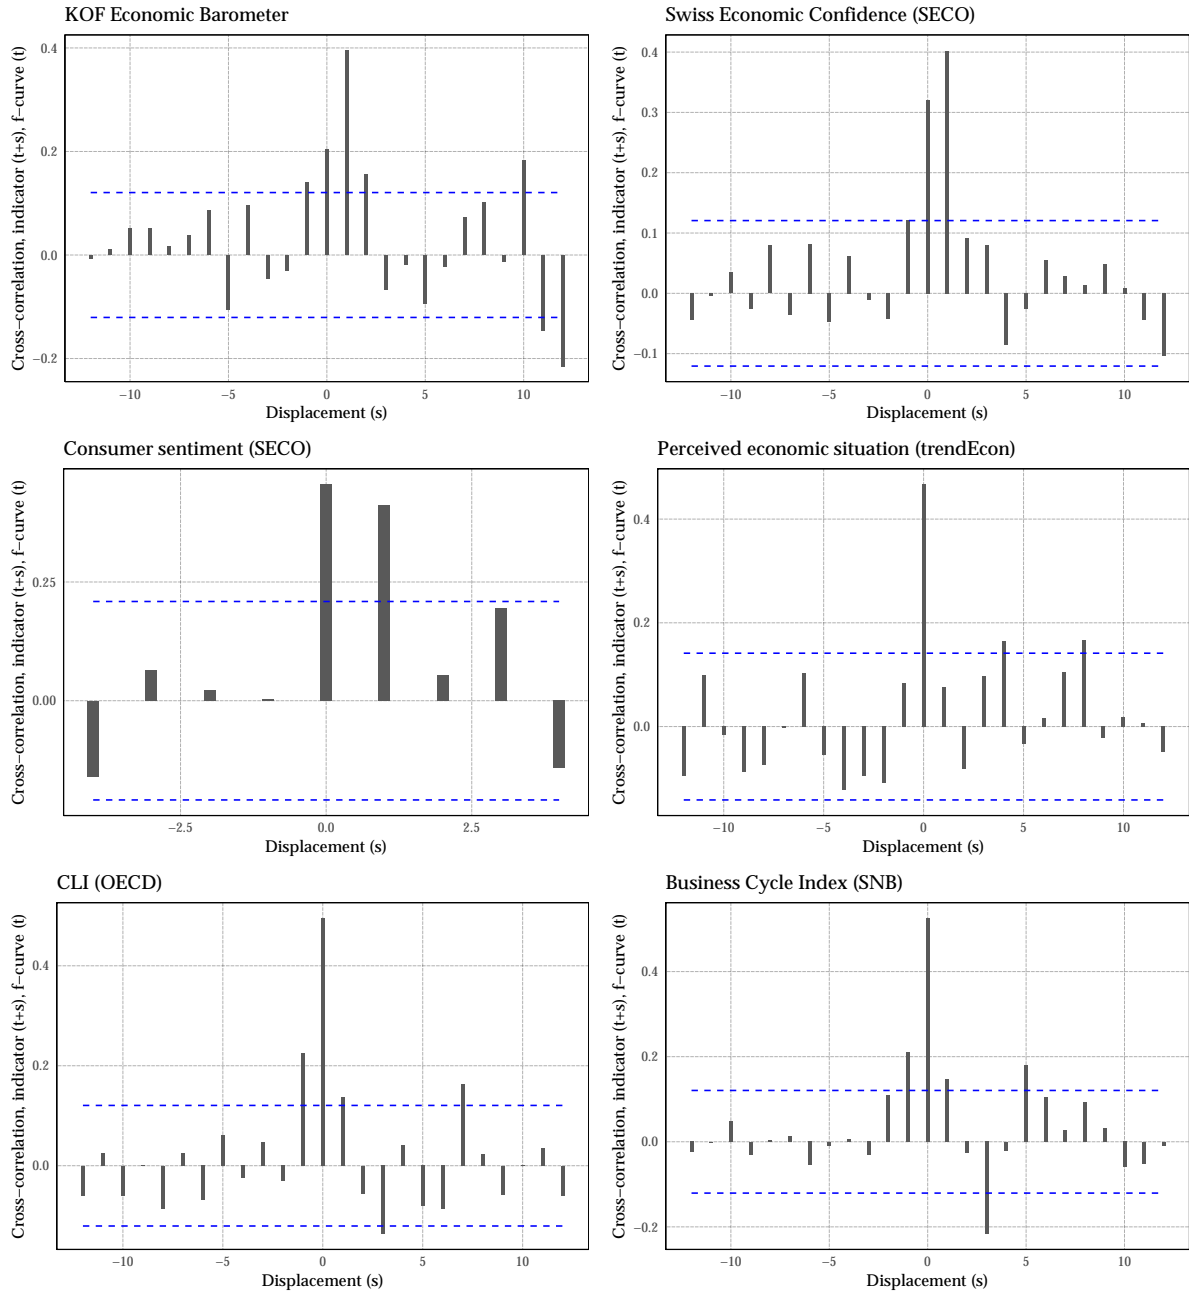 KOF Economic Barometer
Cross−correlation, indicator (t+s), f−curve (t)
0.4
0.2
0.0
−0.2
−10
−5
0
5
10
Displacement (s)
Swiss Economic Confidence (SECO)
Cross−correlation, indicator (t+s), f−curve (t)
0.4
0.3
0.2
0.1
0.0
−0.1
−10
−5
0
5
10
Displacement (s)
Consumer sentiment (SECO)
Cross−correlation, indicator (t+s), f−curve (t)
0.25
0.00
−2.5
0.0
2.5
Displacement (s)
Perceived economic situation (trendEcon)
Cross−correlation, indicator (t+s), f−curve (t)
0.4
0.2
0.0
−10
−5
0
5
10
Displacement (s)
CLI (OECD)
Cross−correlation, indicator (t+s), f−curve (t)
0.4
0.2
0.0
−10
−5
0
5
10
Displacement (s)
Business Cycle Index (SNB)
Cross−correlation, indicator (t+s), f−curve (t)
0.4
0.2
0.0
−0.2
−10
−5
0
5
10
Displacement (s)